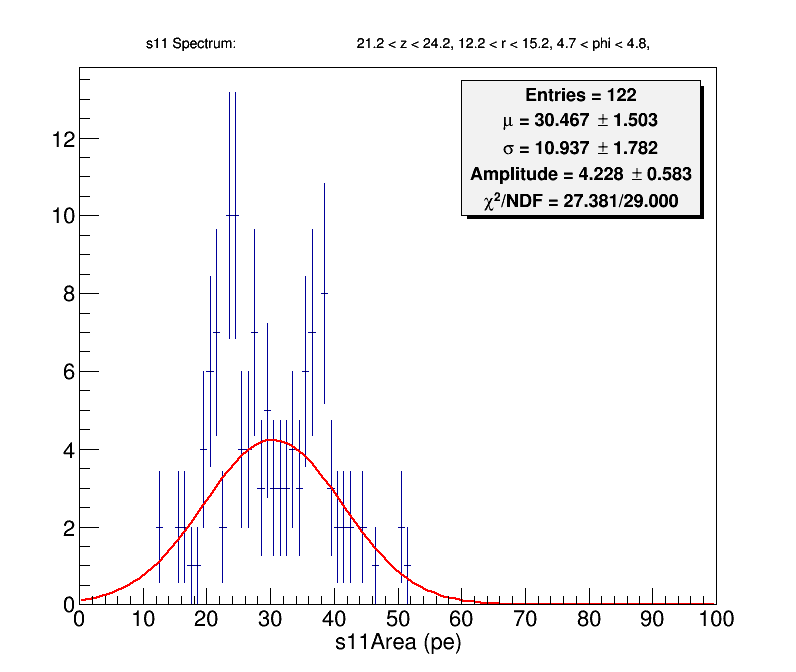 s11 Spectrum: 21.2 < z < 24.2, 12.2 < r < 15.2, 4.7 < phi < 4.8,
Entries = 122
μ = 30.467 ± 1.503
σ = 10.937 ± 1.782
Amplitude = 4.228 ± 0.583
χ²/NDF = 27.381/29.000
12
10
8
6
4
2
0
0 10 20 30 40 50 60 70 80 90 100
s11Area (pe)